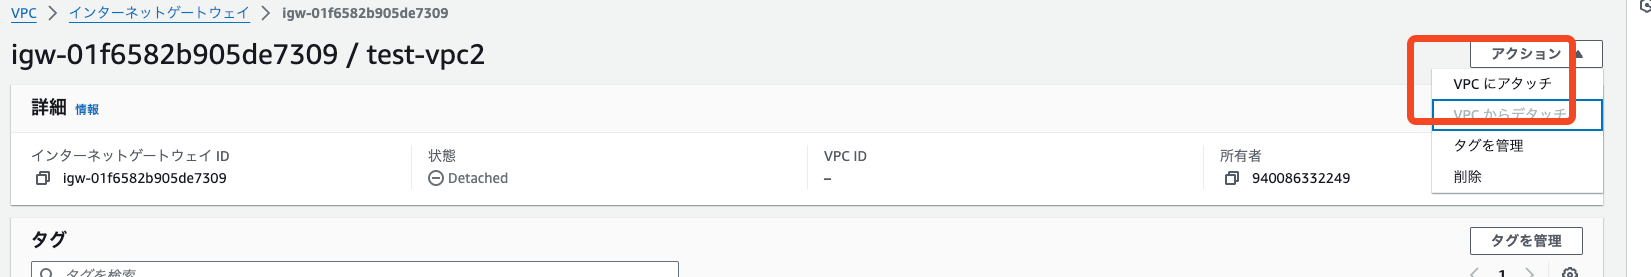 VPC > インターネットゲートウェイ > igw-01f6582b905de7309
igw-01f6582b905de7309 / test-vpc2
アクション
VPC にアタッチ
VPC からデタッチ
タグを管理
削除
詳細 情報
インターネットゲートウェイ ID
igw-01f6582b905de7309
状態
Detached
VPC ID
–
所有者
940086332249
タグ
タグを管理
タグを検索
1